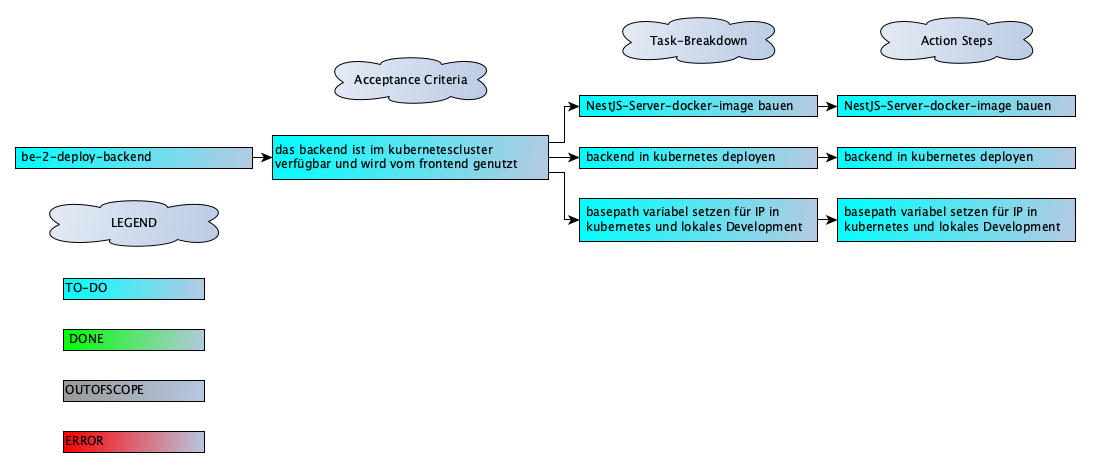 Task-Breakdown
Action Steps
Acceptance Criteria
NestJS-Server-docker-image bauen
NestJS-Server-docker-image bauen
be-2-deploy-backend
das backend ist im kubernetescluster
verfügbar und wird vom frontend genutzt
backend in kubernetes deployen
backend in kubernetes deployen
basepath variabel setzen für IP in
kubernetes und lokales Development
basepath variabel setzen für IP in
kubernetes und lokales Development
LEGEND
TO-DO
DONE
OUTOFSCOPE
ERROR